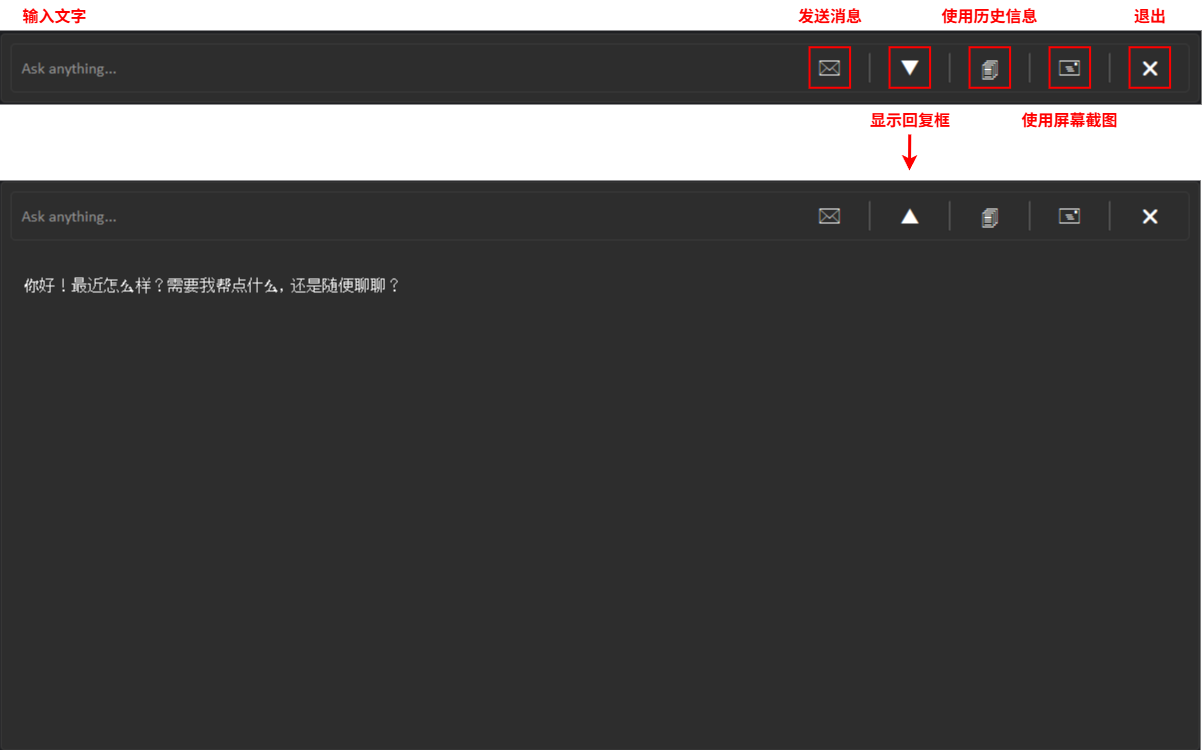 输入文字 发送消息 使用历史信息 退出
Ask anything...
显示回复框 使用屏幕截图
Ask anything...
你好！最近怎么样？需要我帮点什么, 还是随便聊聊？